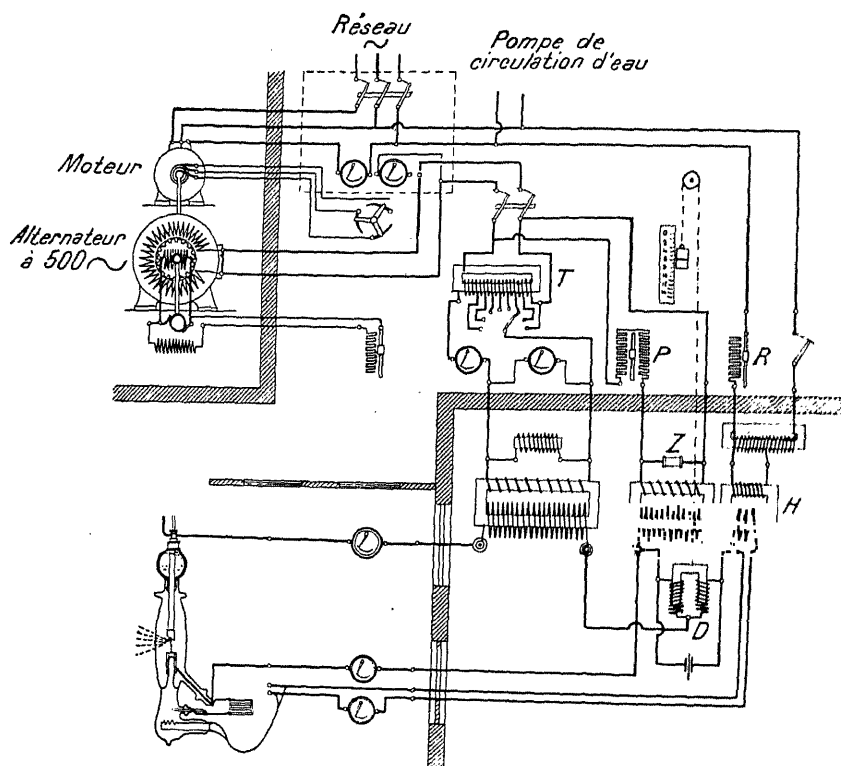 Réseau
~
Pompe de
circulation d'eau
Moteur
Alternateur
à 500 ~
T
P
R
Z
H
D